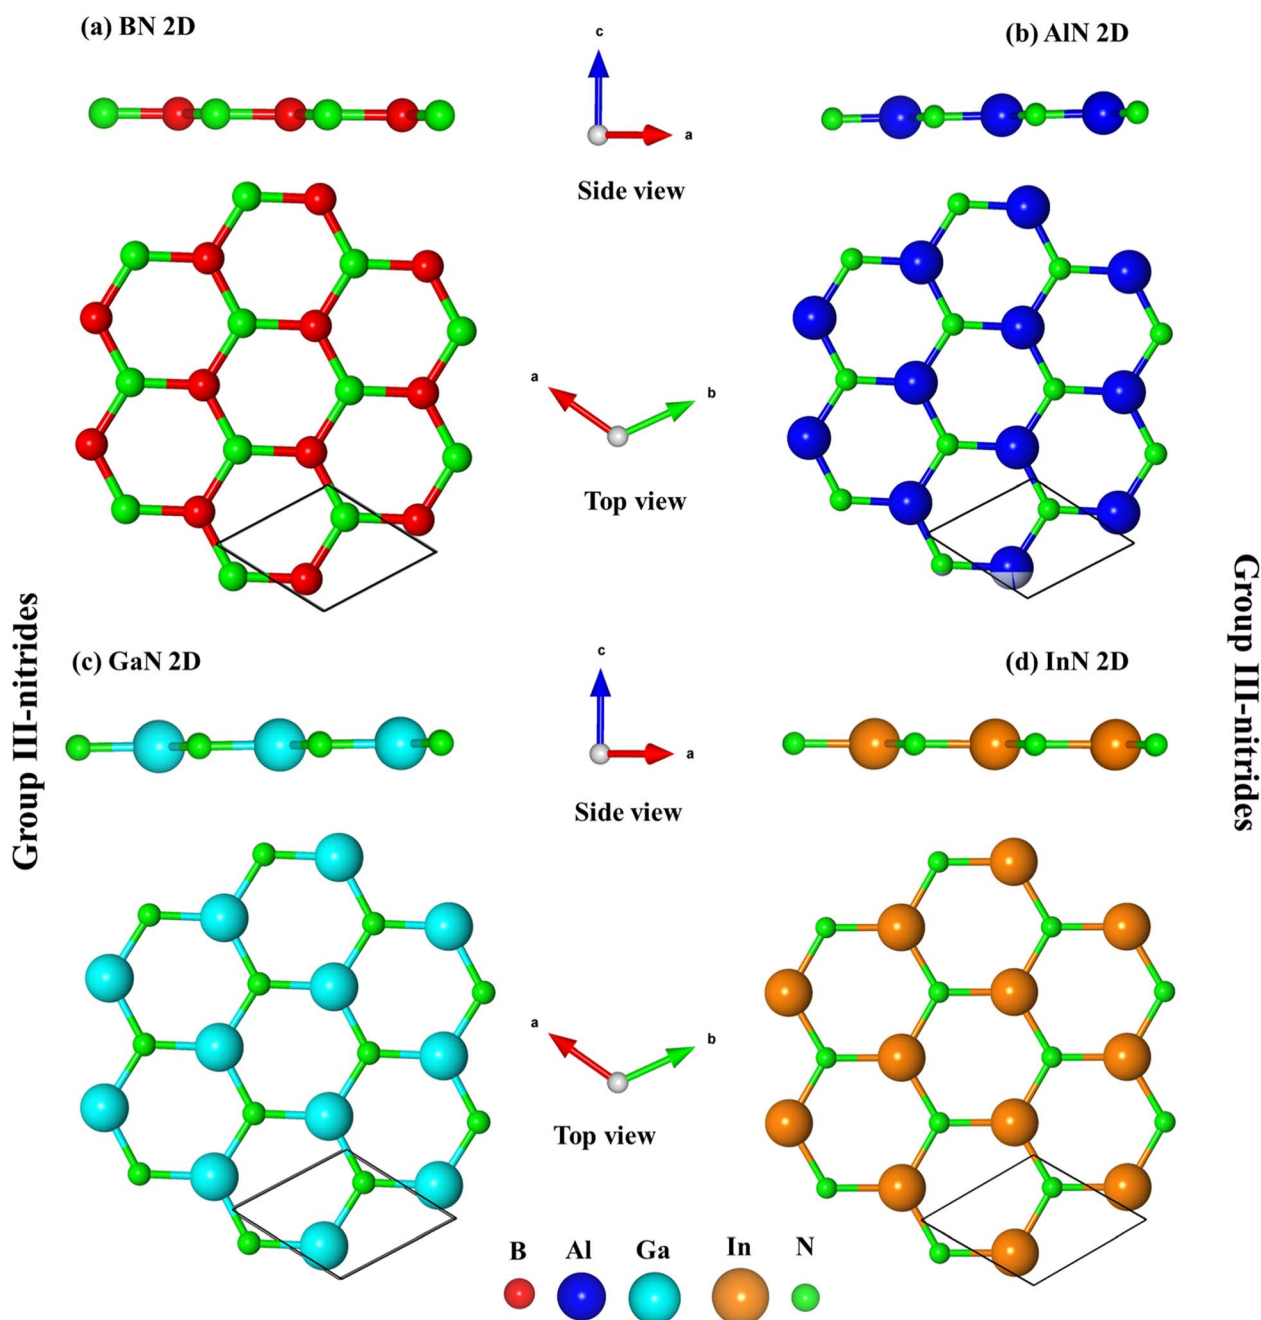 (a) BN 2D
c
a
Side view
(b) AlN 2D
a
b
Top view
Group III-nitrides
Group III-nitrides
(c) GaN 2D
c
a
Side view
(d) InN 2D
a
b
Top view
B Al Ga In N